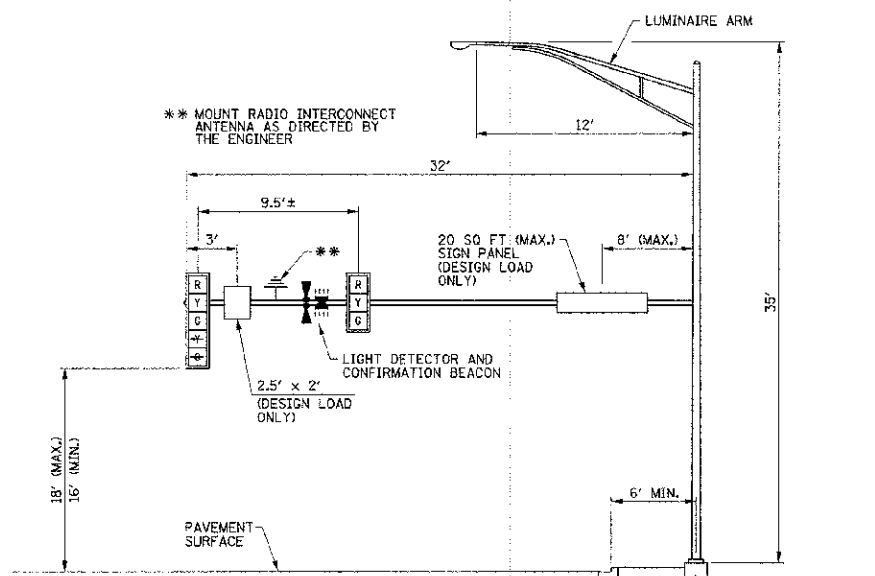 LUMINAIRE ARM
** MOUNT RADIO INTERCONNECT
ANTENNA AS DIRECTED BY
THE ENGINEER
12'
32'
9.5'±
3'
**
20 SQ FT (MAX.)
SIGN PANEL
(DESIGN LOAD
ONLY)
8' (MAX.)
R
Y
G
Y
G
R
Y
G
35'
LIGHT DETECTOR AND
CONFIRMATION BEACON
2.5' x 2'
(DESIGN LOAD
ONLY)
18' (MAX.)
16' (MIN.)
6' MIN.
PAVEMENT
SURFACE